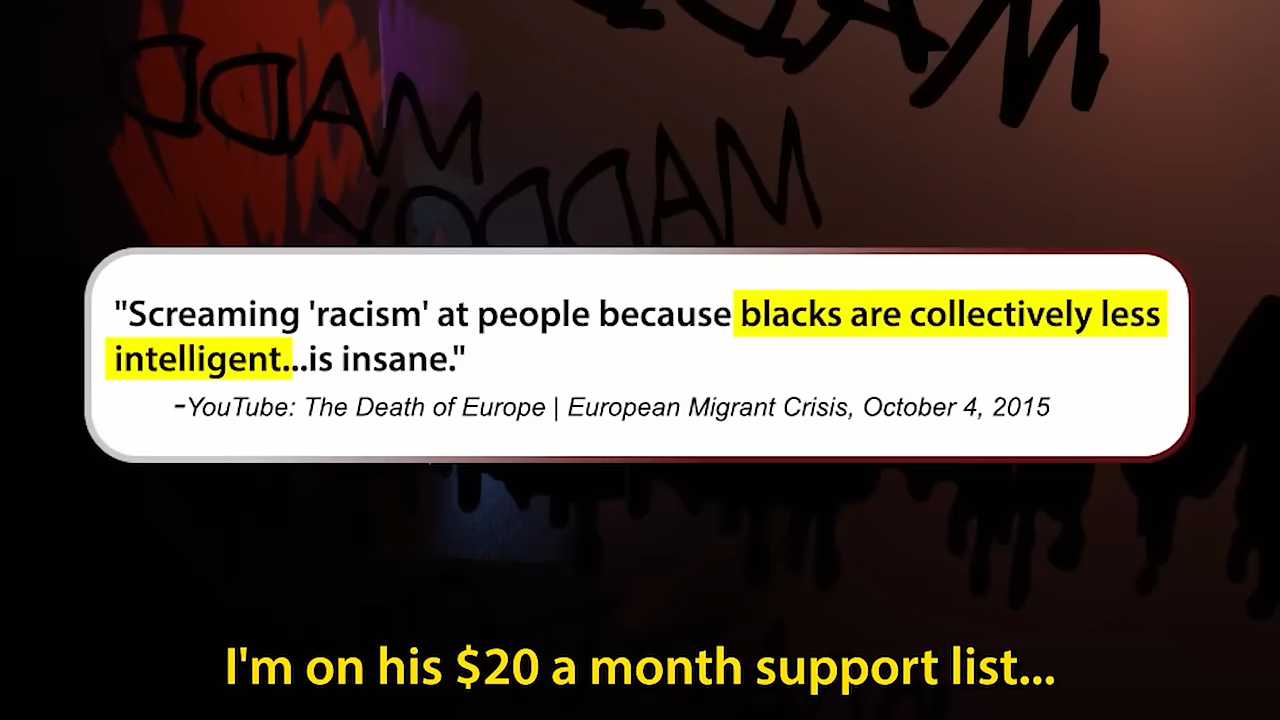 "Screaming 'racism' at people because blacks are collectively less
intelligent...is insane."
-YouTube: The Death of Europe | European Migrant Crisis, October 4, 2015
I'm on his $20 a month support list...